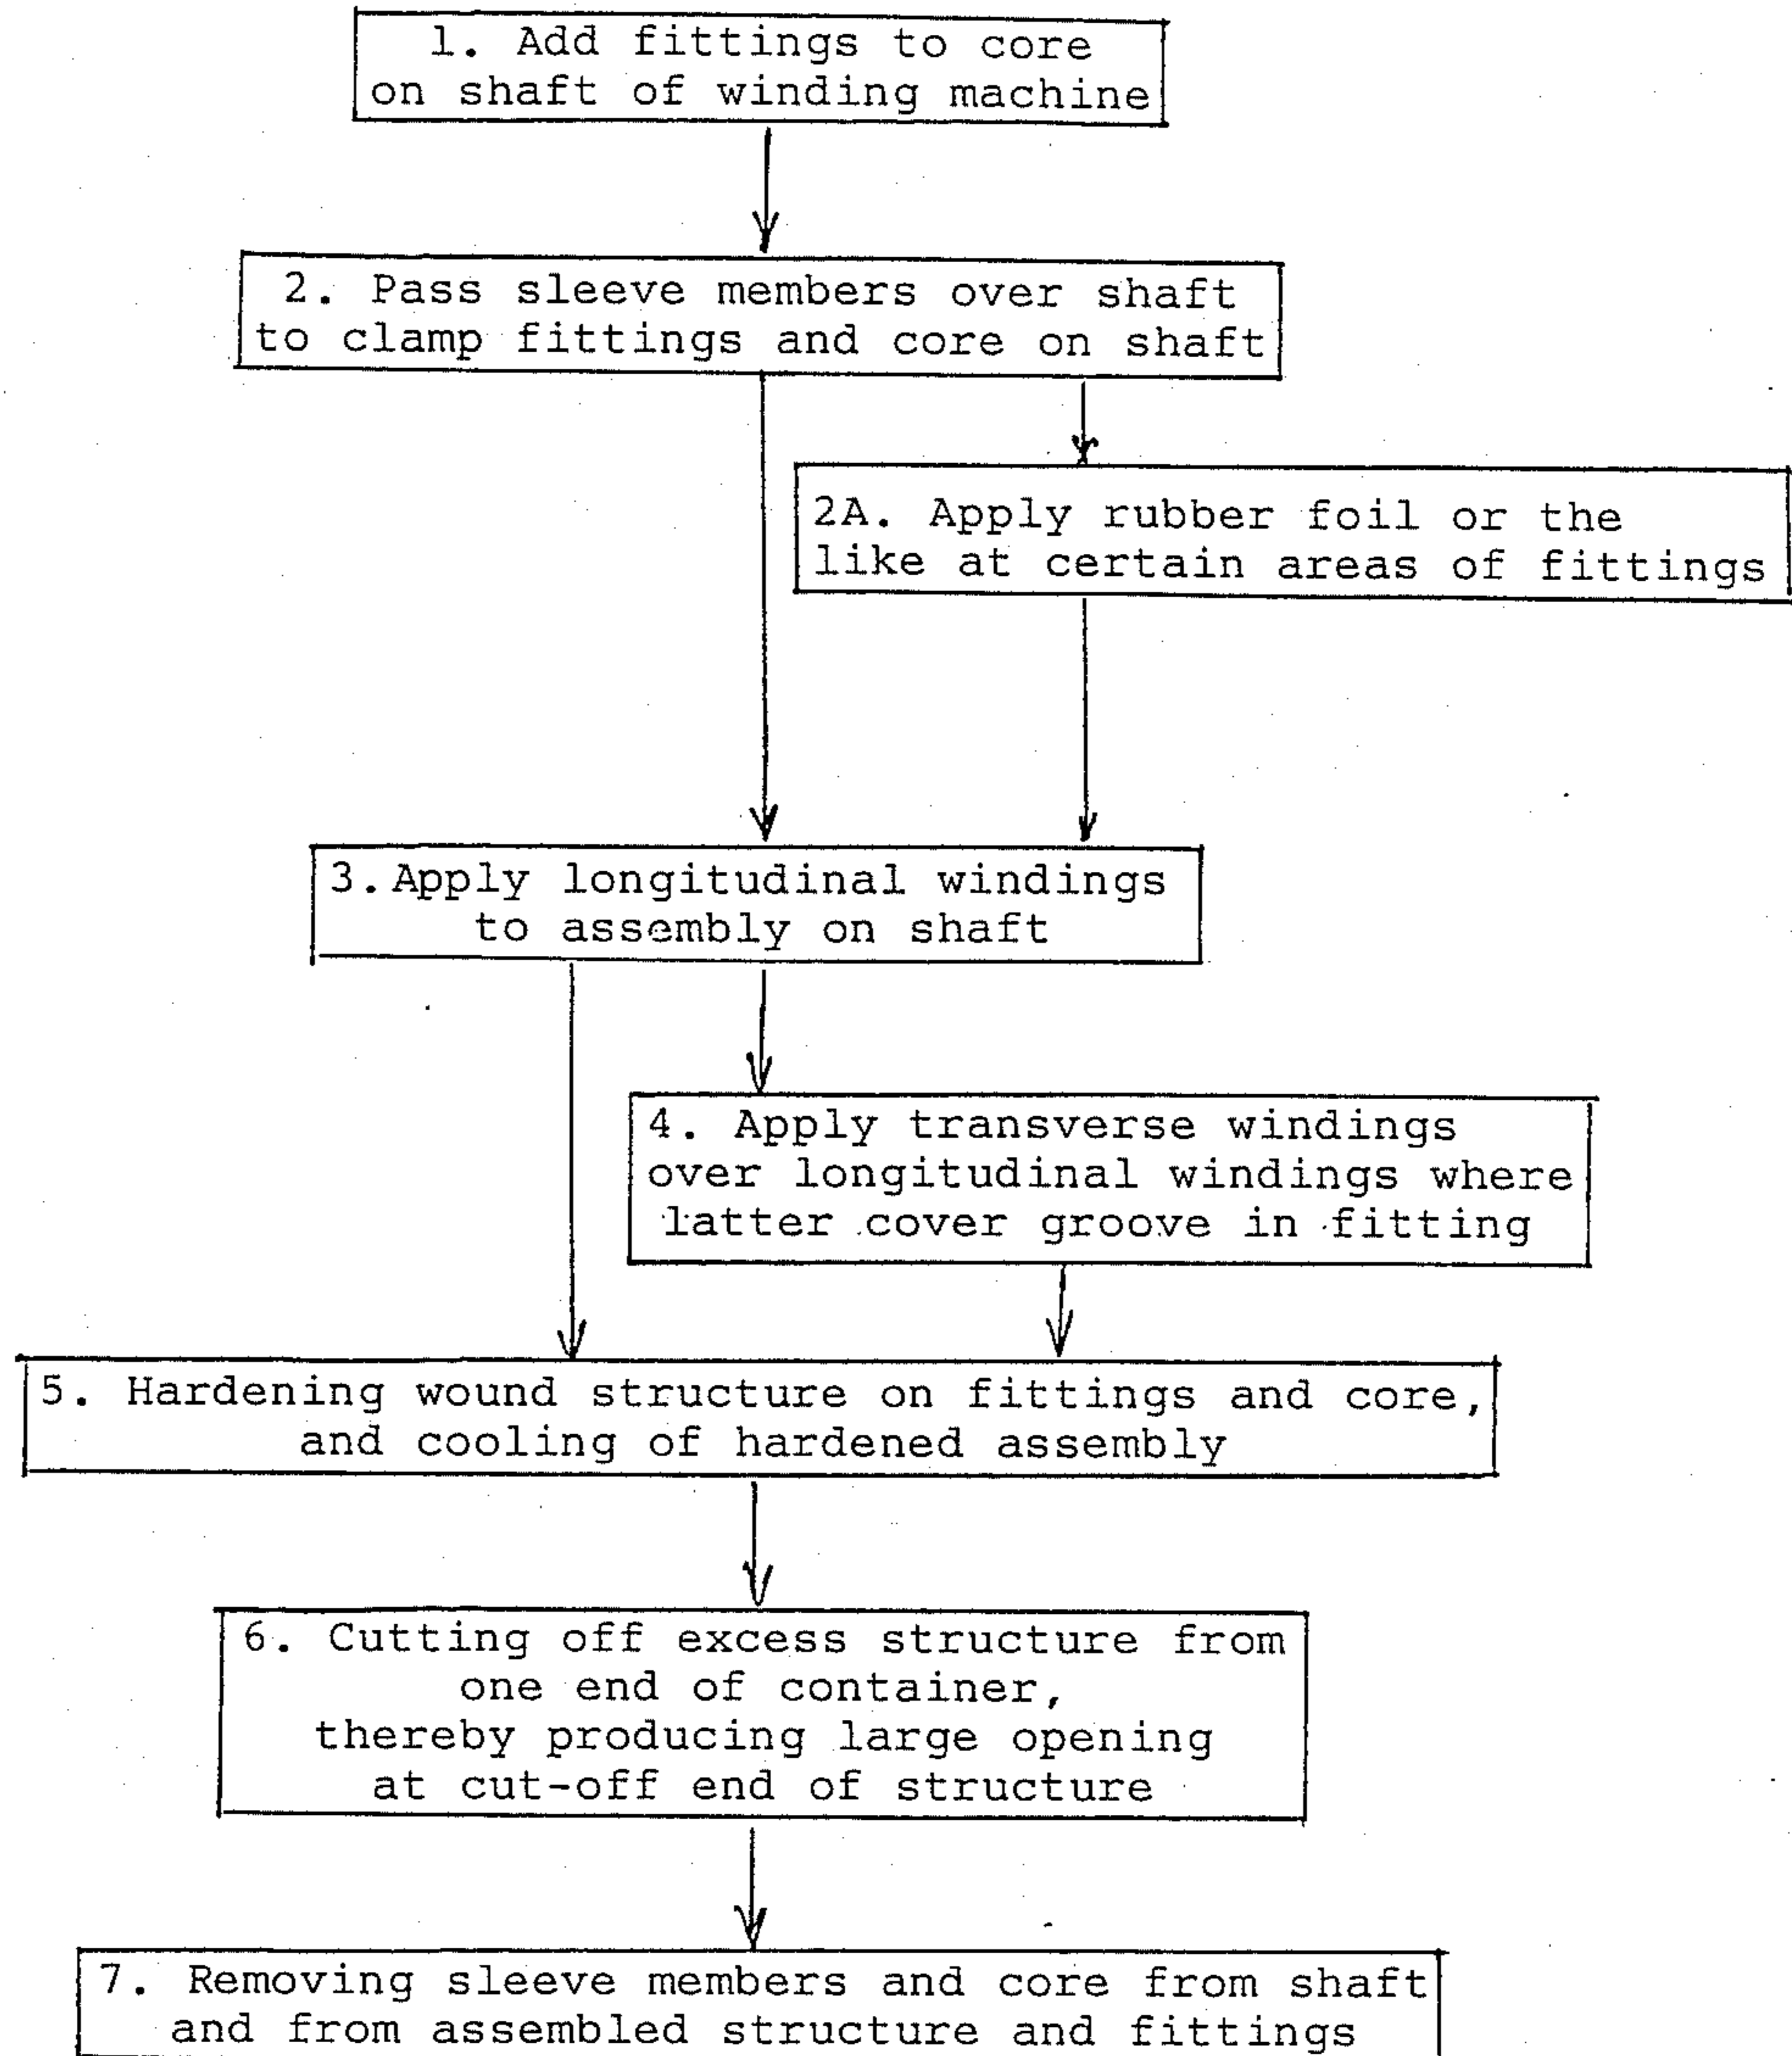 1. Add fittings to core
on shaft of winding machine
2. Pass sleeve members over shaft
to clamp fittings and core on shaft
2A. Apply rubber foil or the
like at certain areas of fittings
3. Apply longitudinal windings
to assembly on shaft
4. Apply transverse windings
over longitudinal windings where
latter cover groove in fitting
5. Hardening wound structure on fittings and core,
and cooling of hardened assembly
6. Cutting off excess structure from
one end of container,
thereby producing large opening
at cut-off end of structure
7. Removing sleeve members and core from shaft
and from assembled structure and fittings